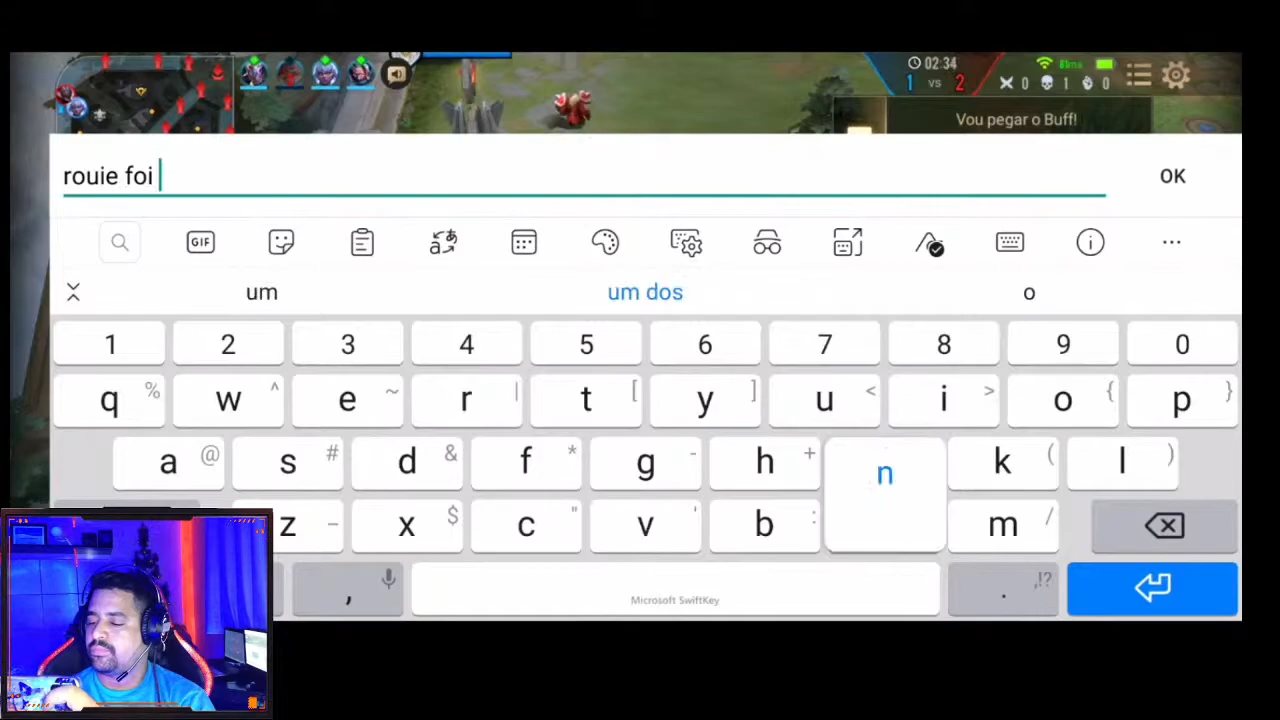 02:34
81ms
1 vs 2
0 1 0
Vou pegar o Buff!
rouie foi
OK
GIF
um um dos o
1 2 3 4 5 6 7 8 9 0
q % w ^ e ~ r | t [ y ] u < i > o { p }
a @ s # d & f * g - h + n k ( l )
z _ x $ c " v ' b : m /
, . ,!?
Microsoft SwiftKey